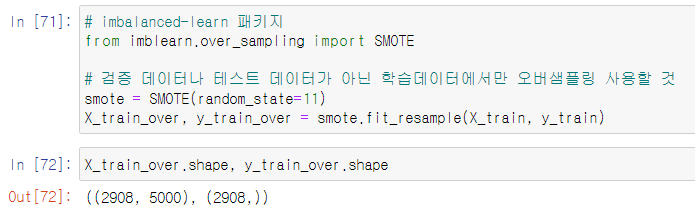 In [71]: # imbalanced-learn 패키지
from imblearn.over_sampling import SMOTE
# 검증 데이터나 테스트 데이터가 아닌 학습데이터에서만 오버샘플링 사용할 것
smote = SMOTE(random_state=11)
X_train_over, y_train_over = smote.fit_resample(X_train, y_train)
In [72]: X_train_over.shape, y_train_over.shape
Out[72]: ((2908, 5000), (2908,))